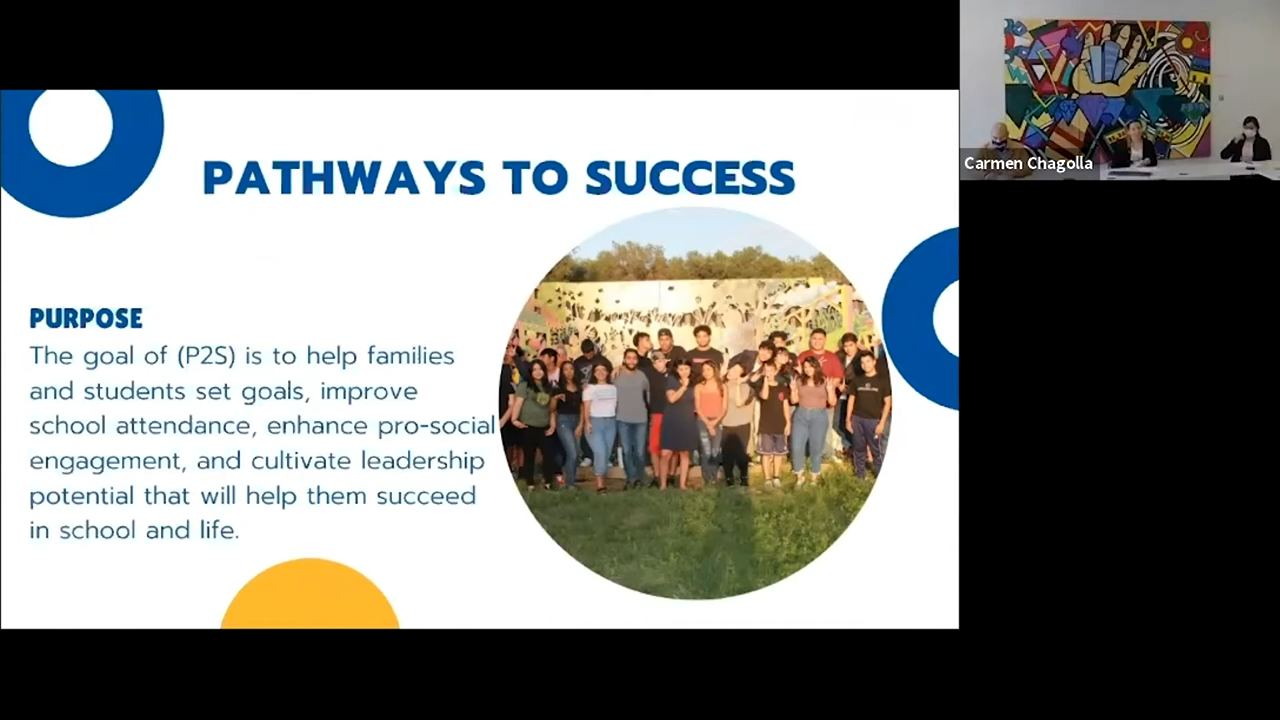 PATHWAYS TO SUCCESS
PURPOSE
The goal of (P2S) is to help families
and students set goals, improve
school attendance, enhance pro-social
engagement, and cultivate leadership
potential that will help them succeed
in school and life.
Carmen Chagolla